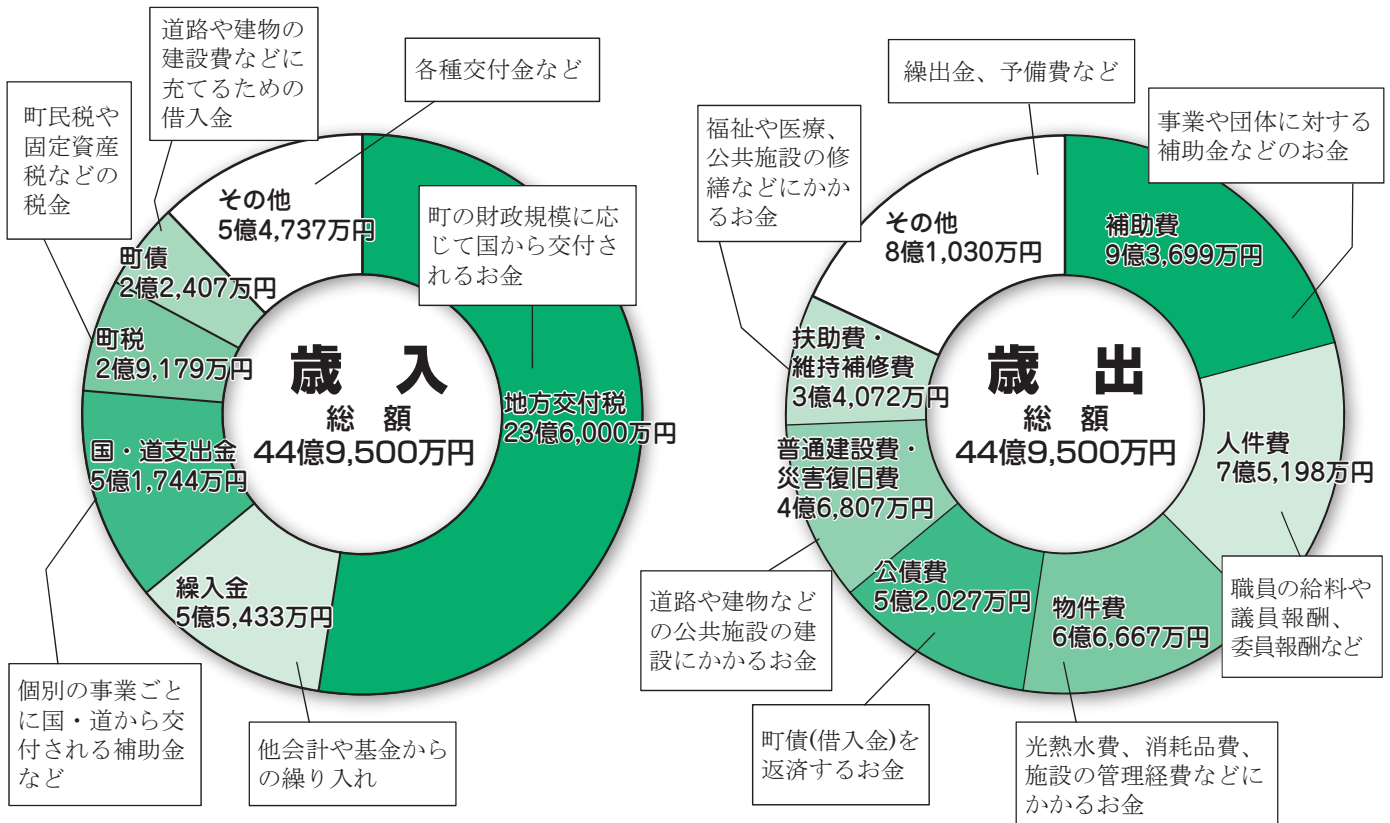 道路や建物の
建設費などに
充てるための
借入金
各種交付金など
町民税や
固定資産
税などの
税金
その他
5億4,737万円
町の財政規模に応
じて国から交付さ
れるお金
町債
2億2,407万円
町税
2億9,179万円
歳 入
総 額
44億9,500万円
地方交付税
23億6,000万円
国・道支出金
5億1,744万円
繰入金
5億5,433万円
個別の事業ごと
に国・道から交
付される補助金
など
他会計や基金から
の繰り入れ
繰出金、予備費など
福祉や医療、
公共施設の修
繕などにかか
るお金
事業や団体に対する
補助金などのお金
その他
8億1,030万円
補助費
9億3,699万円
扶助費・
維持補修費
3億4,072万円
歳 出
総 額
44億9,500万円
人件費
7億5,198万円
普通建設費・
災害復旧費
4億6,807万円
公債費
5億2,027万円
物件費
6億6,667万円
道路や建物など
の公共施設の建
設にかかるお金
職員の給料や
議員報酬、
委員報酬など
町債(借入金)を
返済するお金
光熱水費、消耗品費、
施設の管理経費などに
かかるお金